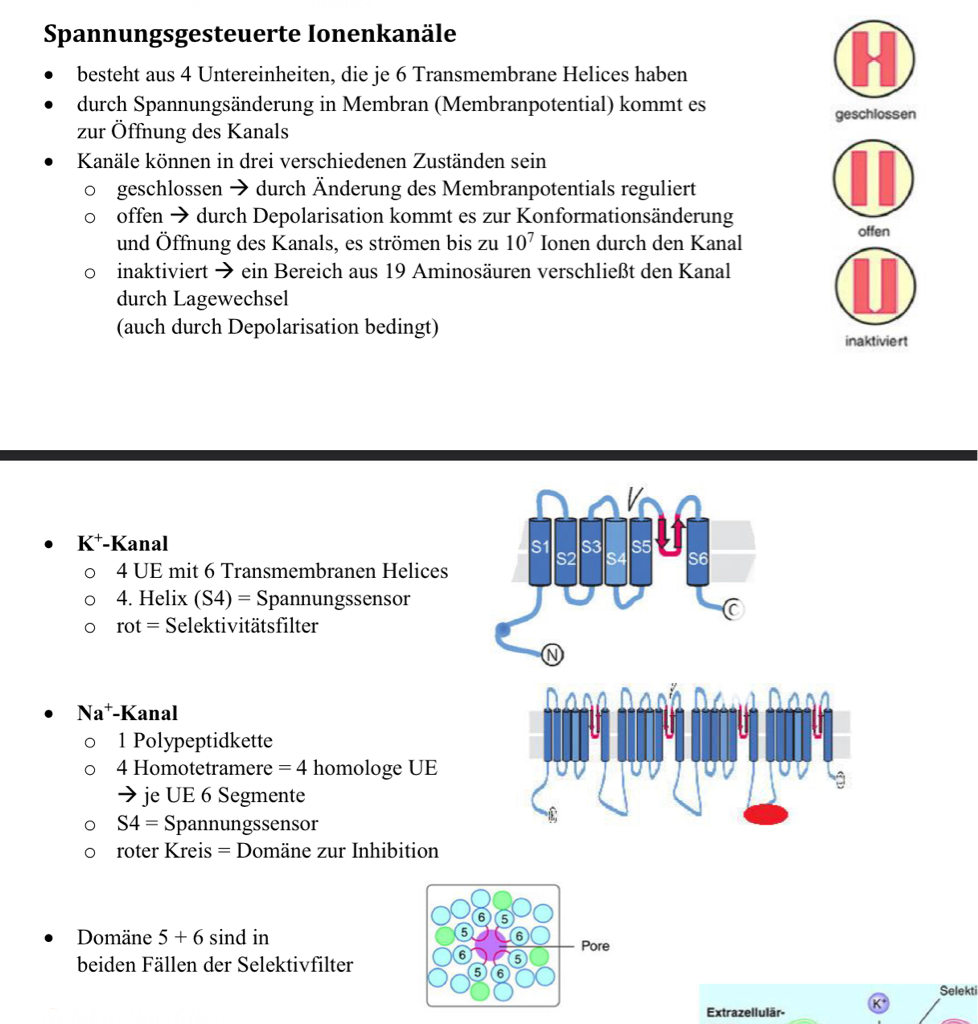 Spannungsgesteuerte Ionenkanäle
• besteht aus 4 Untereinheiten, die je 6 Transmembrane Helices haben
• durch Spannungsänderung in Membran (Membranpotential) kommt es
zur Öffnung des Kanals
• Kanäle können in drei verschiedenen Zuständen sein
o geschlossen → durch Änderung des Membranpotentials reguliert
o offen → durch Depolarisation kommt es zur Konformationsänderung
und Öffnung des Kanals, es strömen bis zu 10⁷ Ionen durch den Kanal
o inaktiviert → ein Bereich aus 19 Aminosäuren verschließt den Kanal
durch Lagewechsel
(auch durch Depolarisation bedingt)
geschlossen
offen
inaktiviert
• K⁺-Kanal
o 4 UE mit 6 Transmembranen Helices
o 4. Helix (S4) = Spannungssensor
o rot = Selektivitätsfilter
S1
S2
S3
S4
S5
S6
C
N
• Na⁺-Kanal
o 1 Polypeptidkette
o 4 Homotetramere = 4 homologe UE
→ je UE 6 Segmente
o S4 = Spannungssensor
o roter Kreis = Domäne zur Inhibition
• Domäne 5 + 6 sind in
beiden Fällen der Selektivfilter
6 5
5 6
6 5
5 6
Pore
Selekti
K⁺
Extrazellulär-